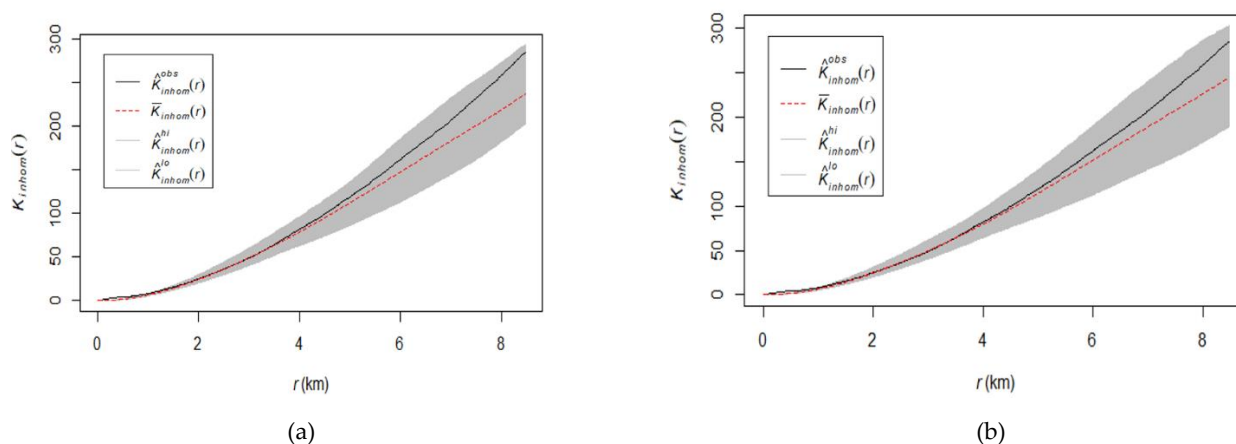 300
200
100
50
0
K_inhom(r)
K̂^obs_inhom(r)
K̄_inhom(r)
K̂^hi_inhom(r)
K̂^lo_inhom(r)
0 2 4 6 8
r (km)
(a)
300
200
100
50
0
K_inhom(r)
K̂^obs_inhom(r)
K̄_inhom(r)
K̂^hi_inhom(r)
K̂^lo_inhom(r)
0 2 4 6 8
r (km)
(b)